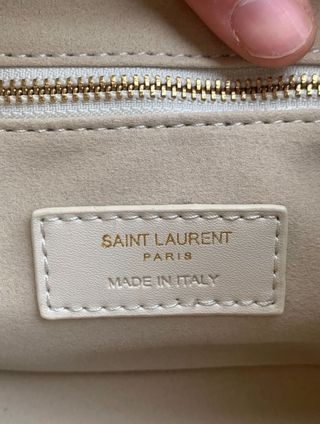 SAINT LAURENT
PARIS
MADE IN ITALY